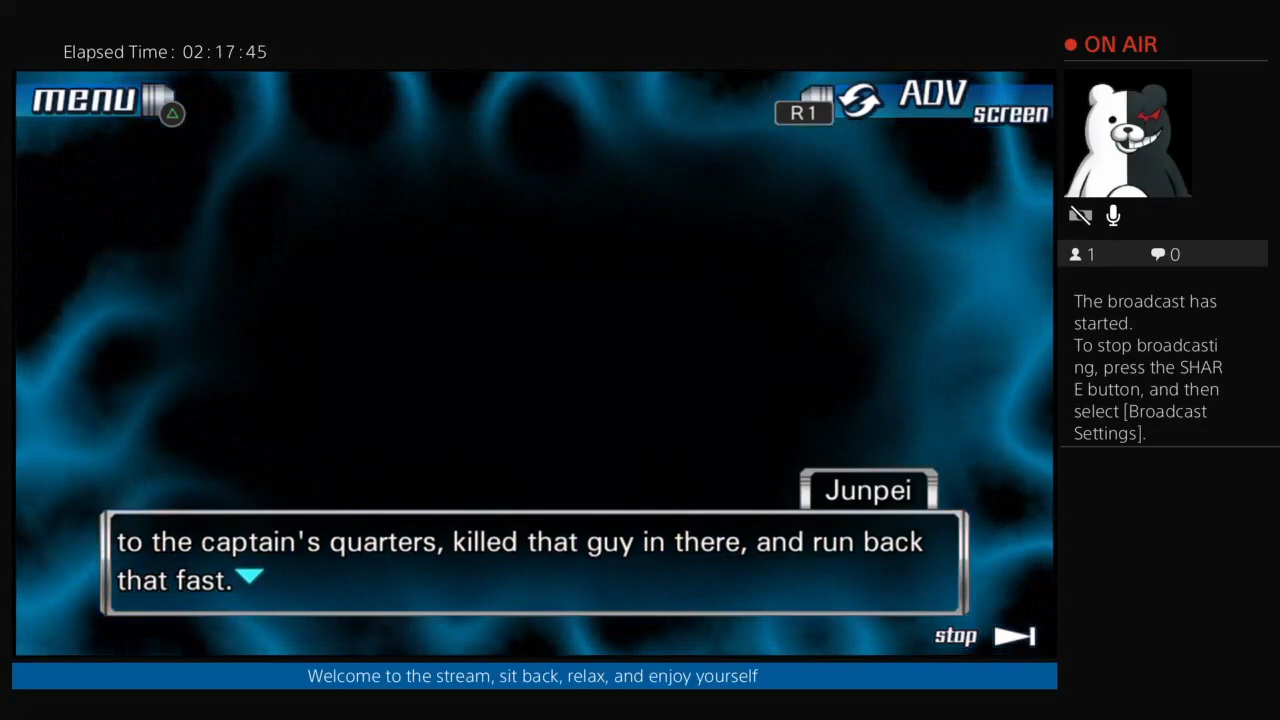 Elapsed Time: 02:17:45
ON AIR
menu
R1
ADV
screen
1
0
The broadcast has
started.
To stop broadcasti
ng, press the SHAR
E button, and then
select [Broadcast
Settings].
Junpei
to the captain's quarters, killed that guy in there, and run back
that fast.
stop
Welcome to the stream, sit back, relax, and enjoy yourself